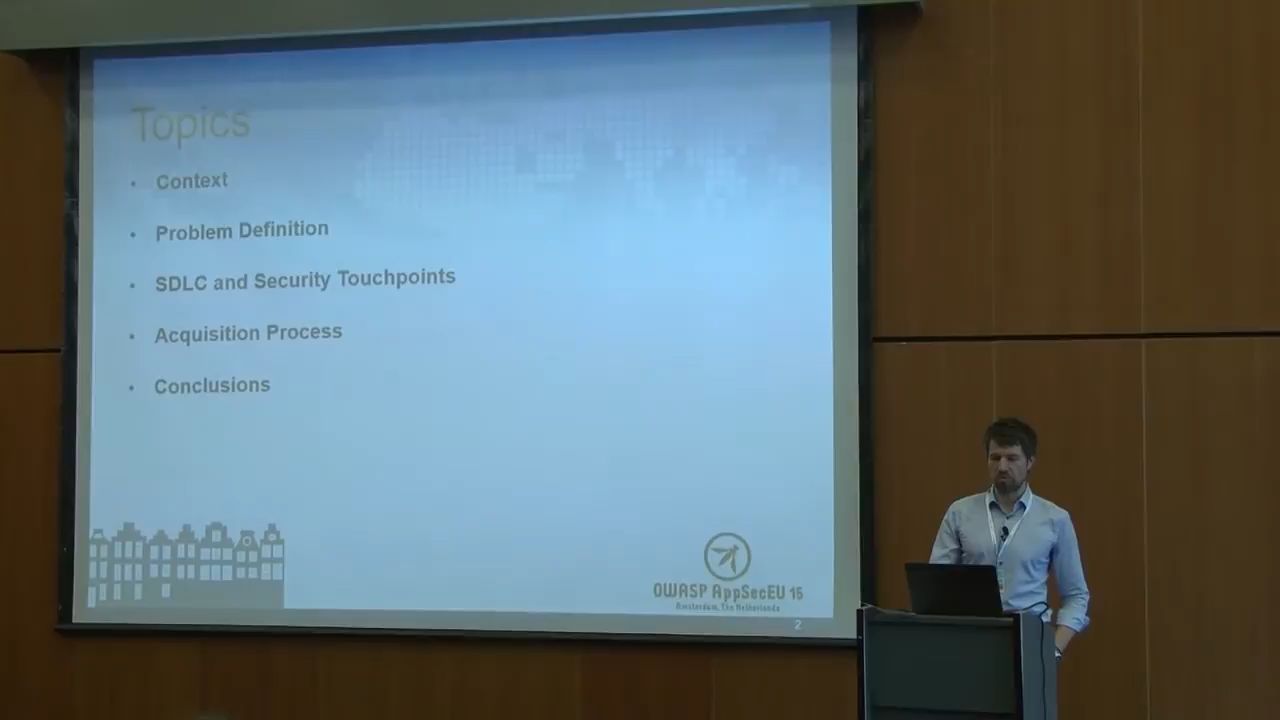 Topics
• Context
• Problem Definition
• SDLC and Security Touchpoints
• Acquisition Process
• Conclusions
OWASP AppSecEU 15
Amsterdam, The Netherlands
2